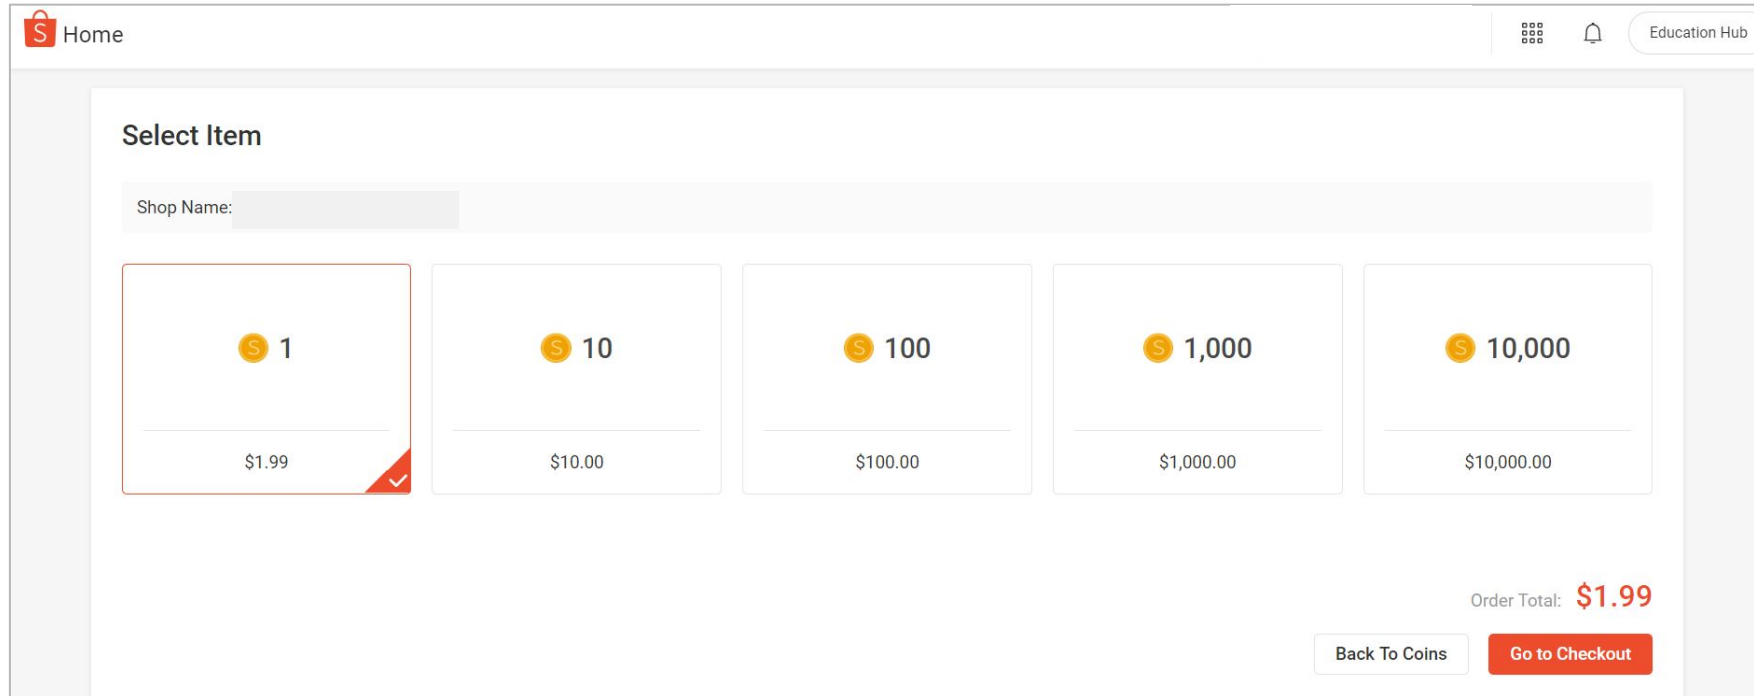 S Home
Education Hub
Select Item
Shop Name:
S 1
S 10
S 100
S 1,000
S 10,000
$1.99
$10.00
$100.00
$1,000.00
$10,000.00
Order Total: $1.99
Back To Coins
Go to Checkout